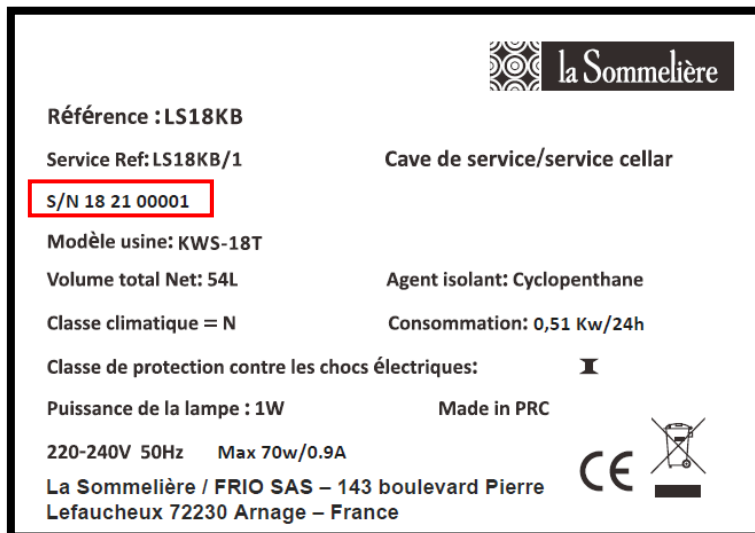 la Sommelière
Référence : LS18KB
Service Ref: LS18KB/1 Cave de service/service cellar
S/N 18 21 00001
Modèle usine: KWS-18T
Volume total Net: 54L Agent isolant: Cyclopenthane
Classe climatique = N Consommation: 0,51 Kw/24h
Classe de protection contre les chocs électriques: I
Puissance de la lampe : 1W Made in PRC
220-240V 50Hz Max 70w/0.9A
CE
La Sommelière / FRIO SAS – 143 boulevard Pierre
Lefaucheux 72230 Arnage – France